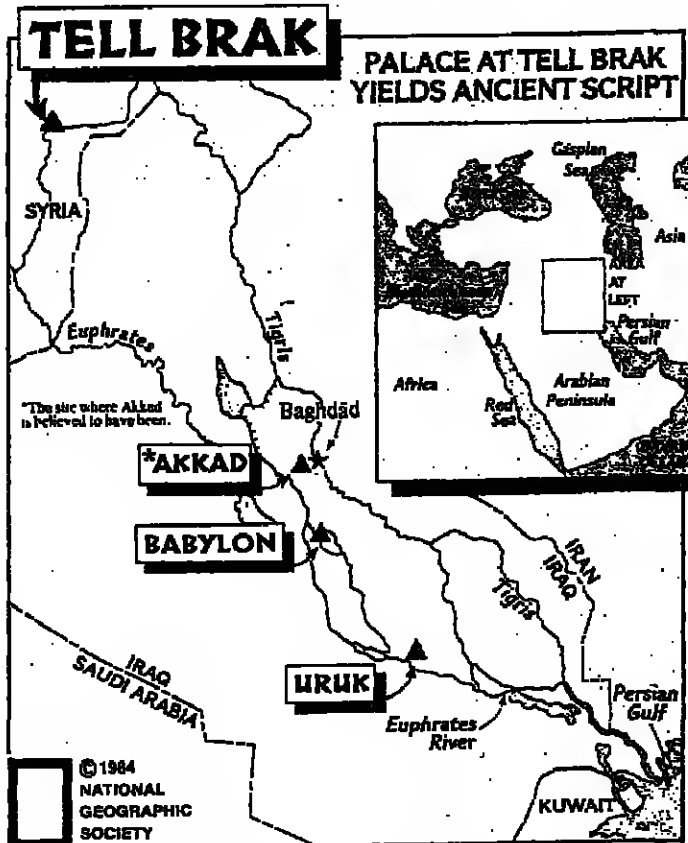 TELL BRAK
PALACE AT TELL BRAK
YIELDS ANCIENT SCRIPT
Caspian
Sea
Asia
AREA
AT
LEFT
Persian
Gulf
Africa
Red
Sea
Arabian
Peninsula
SYRIA
Euphrates
Tigris
*The site where Akkad
is believed to have been.
Baghdad
*AKKAD
BABYLON
IRAN
IRAQ
Tigris
URUK
IRAQ
SAUDI ARABIA
Euphrates
River
Persian
Gulf
KUWAIT
©1984
NATIONAL
GEOGRAPHIC
SOCIETY